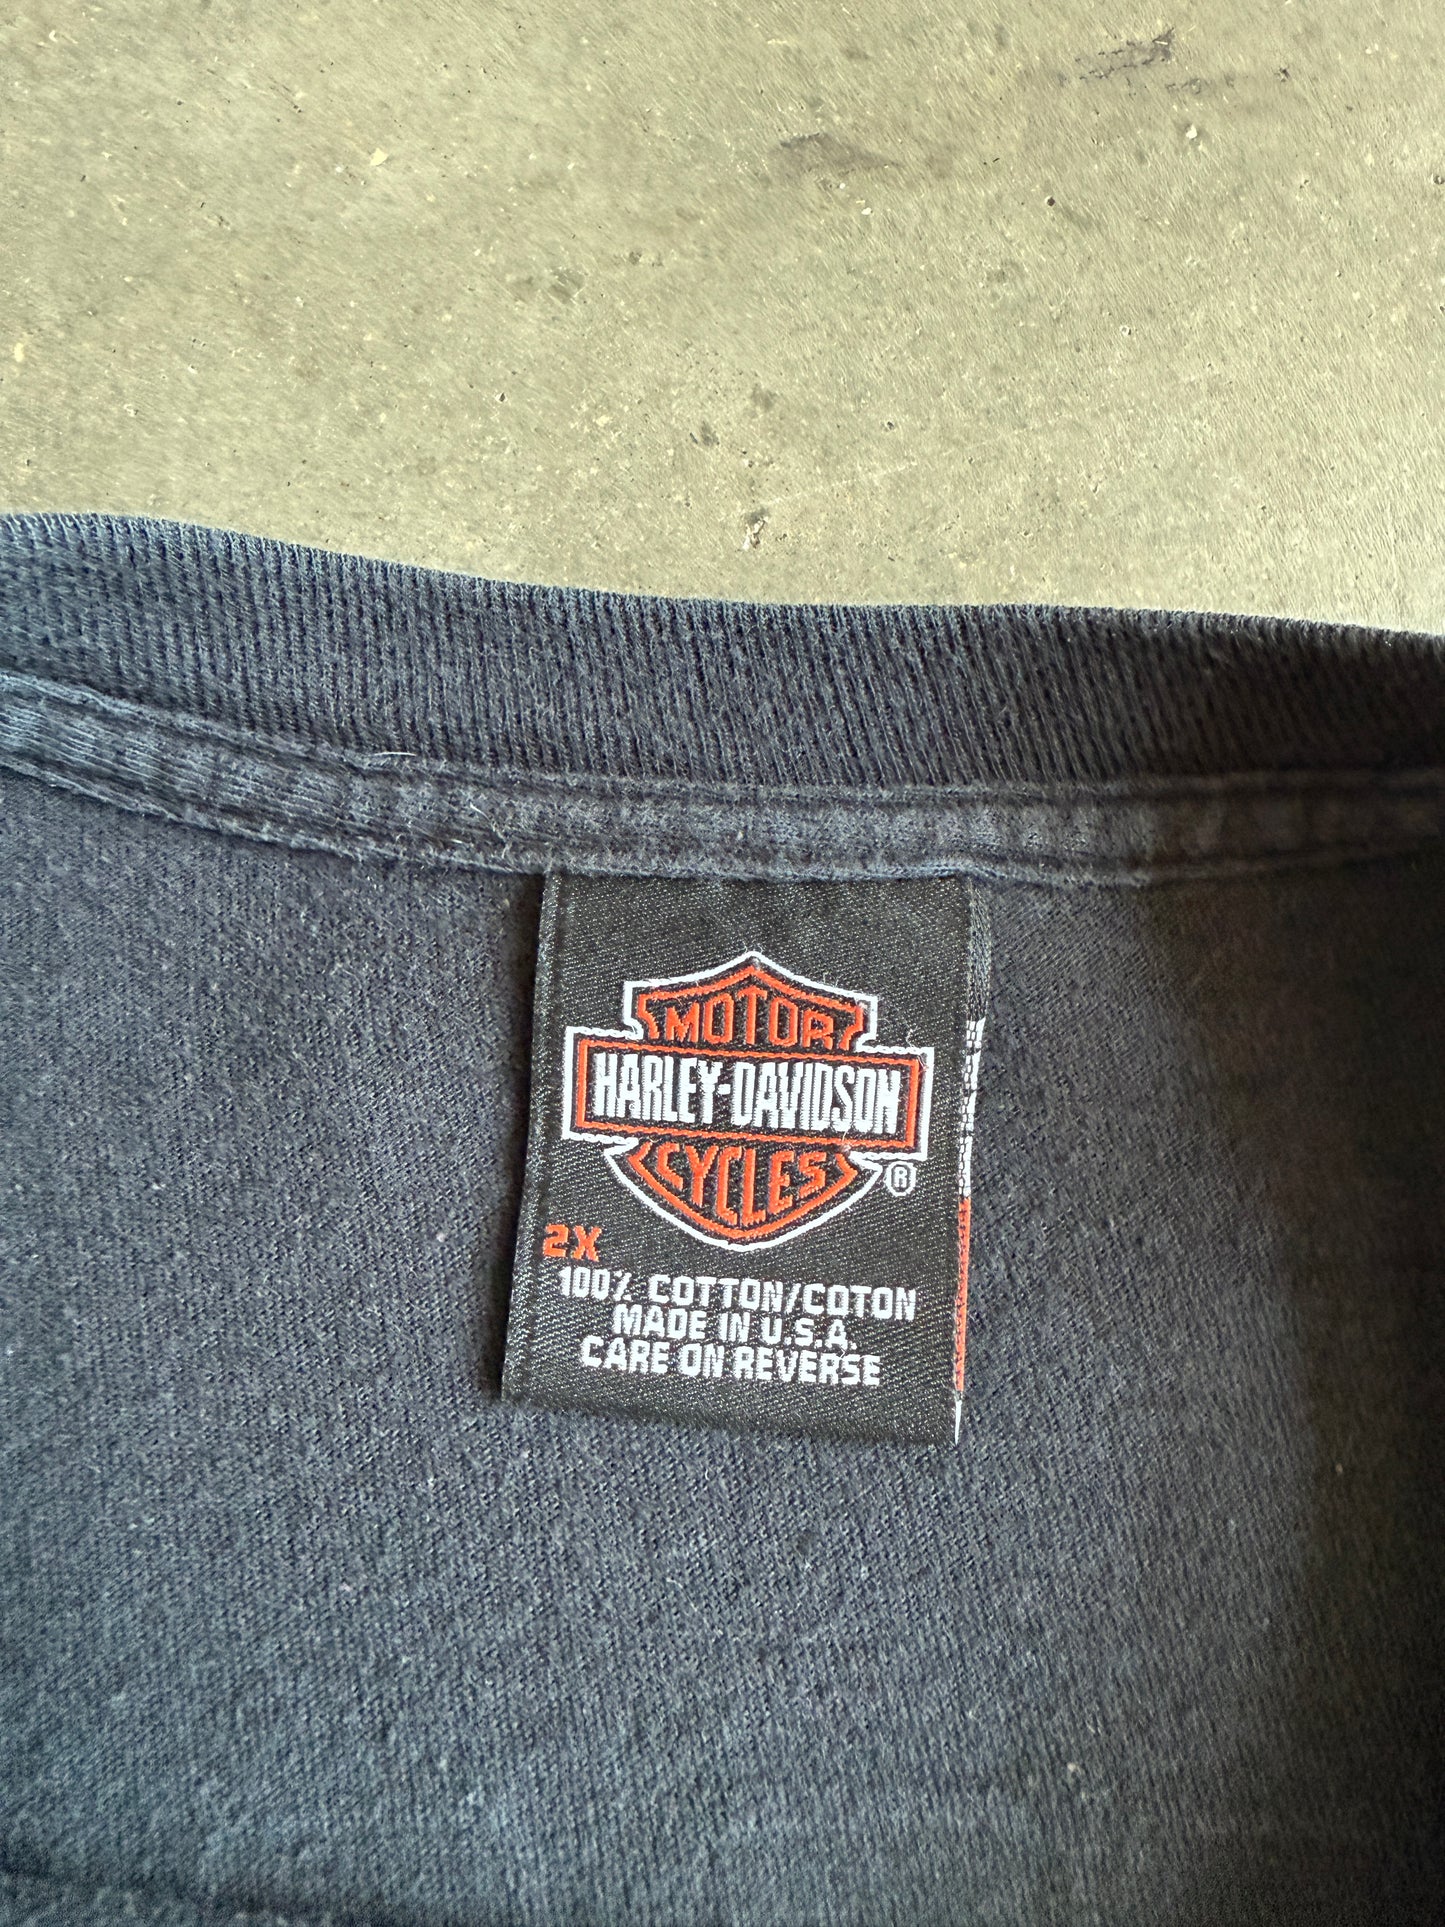 MOTOR
HARLEY-DAVIDSON
CYCLES
®
2X
100% COTTON/COTON
MADE IN U.S.A.
CARE ON REVERSE